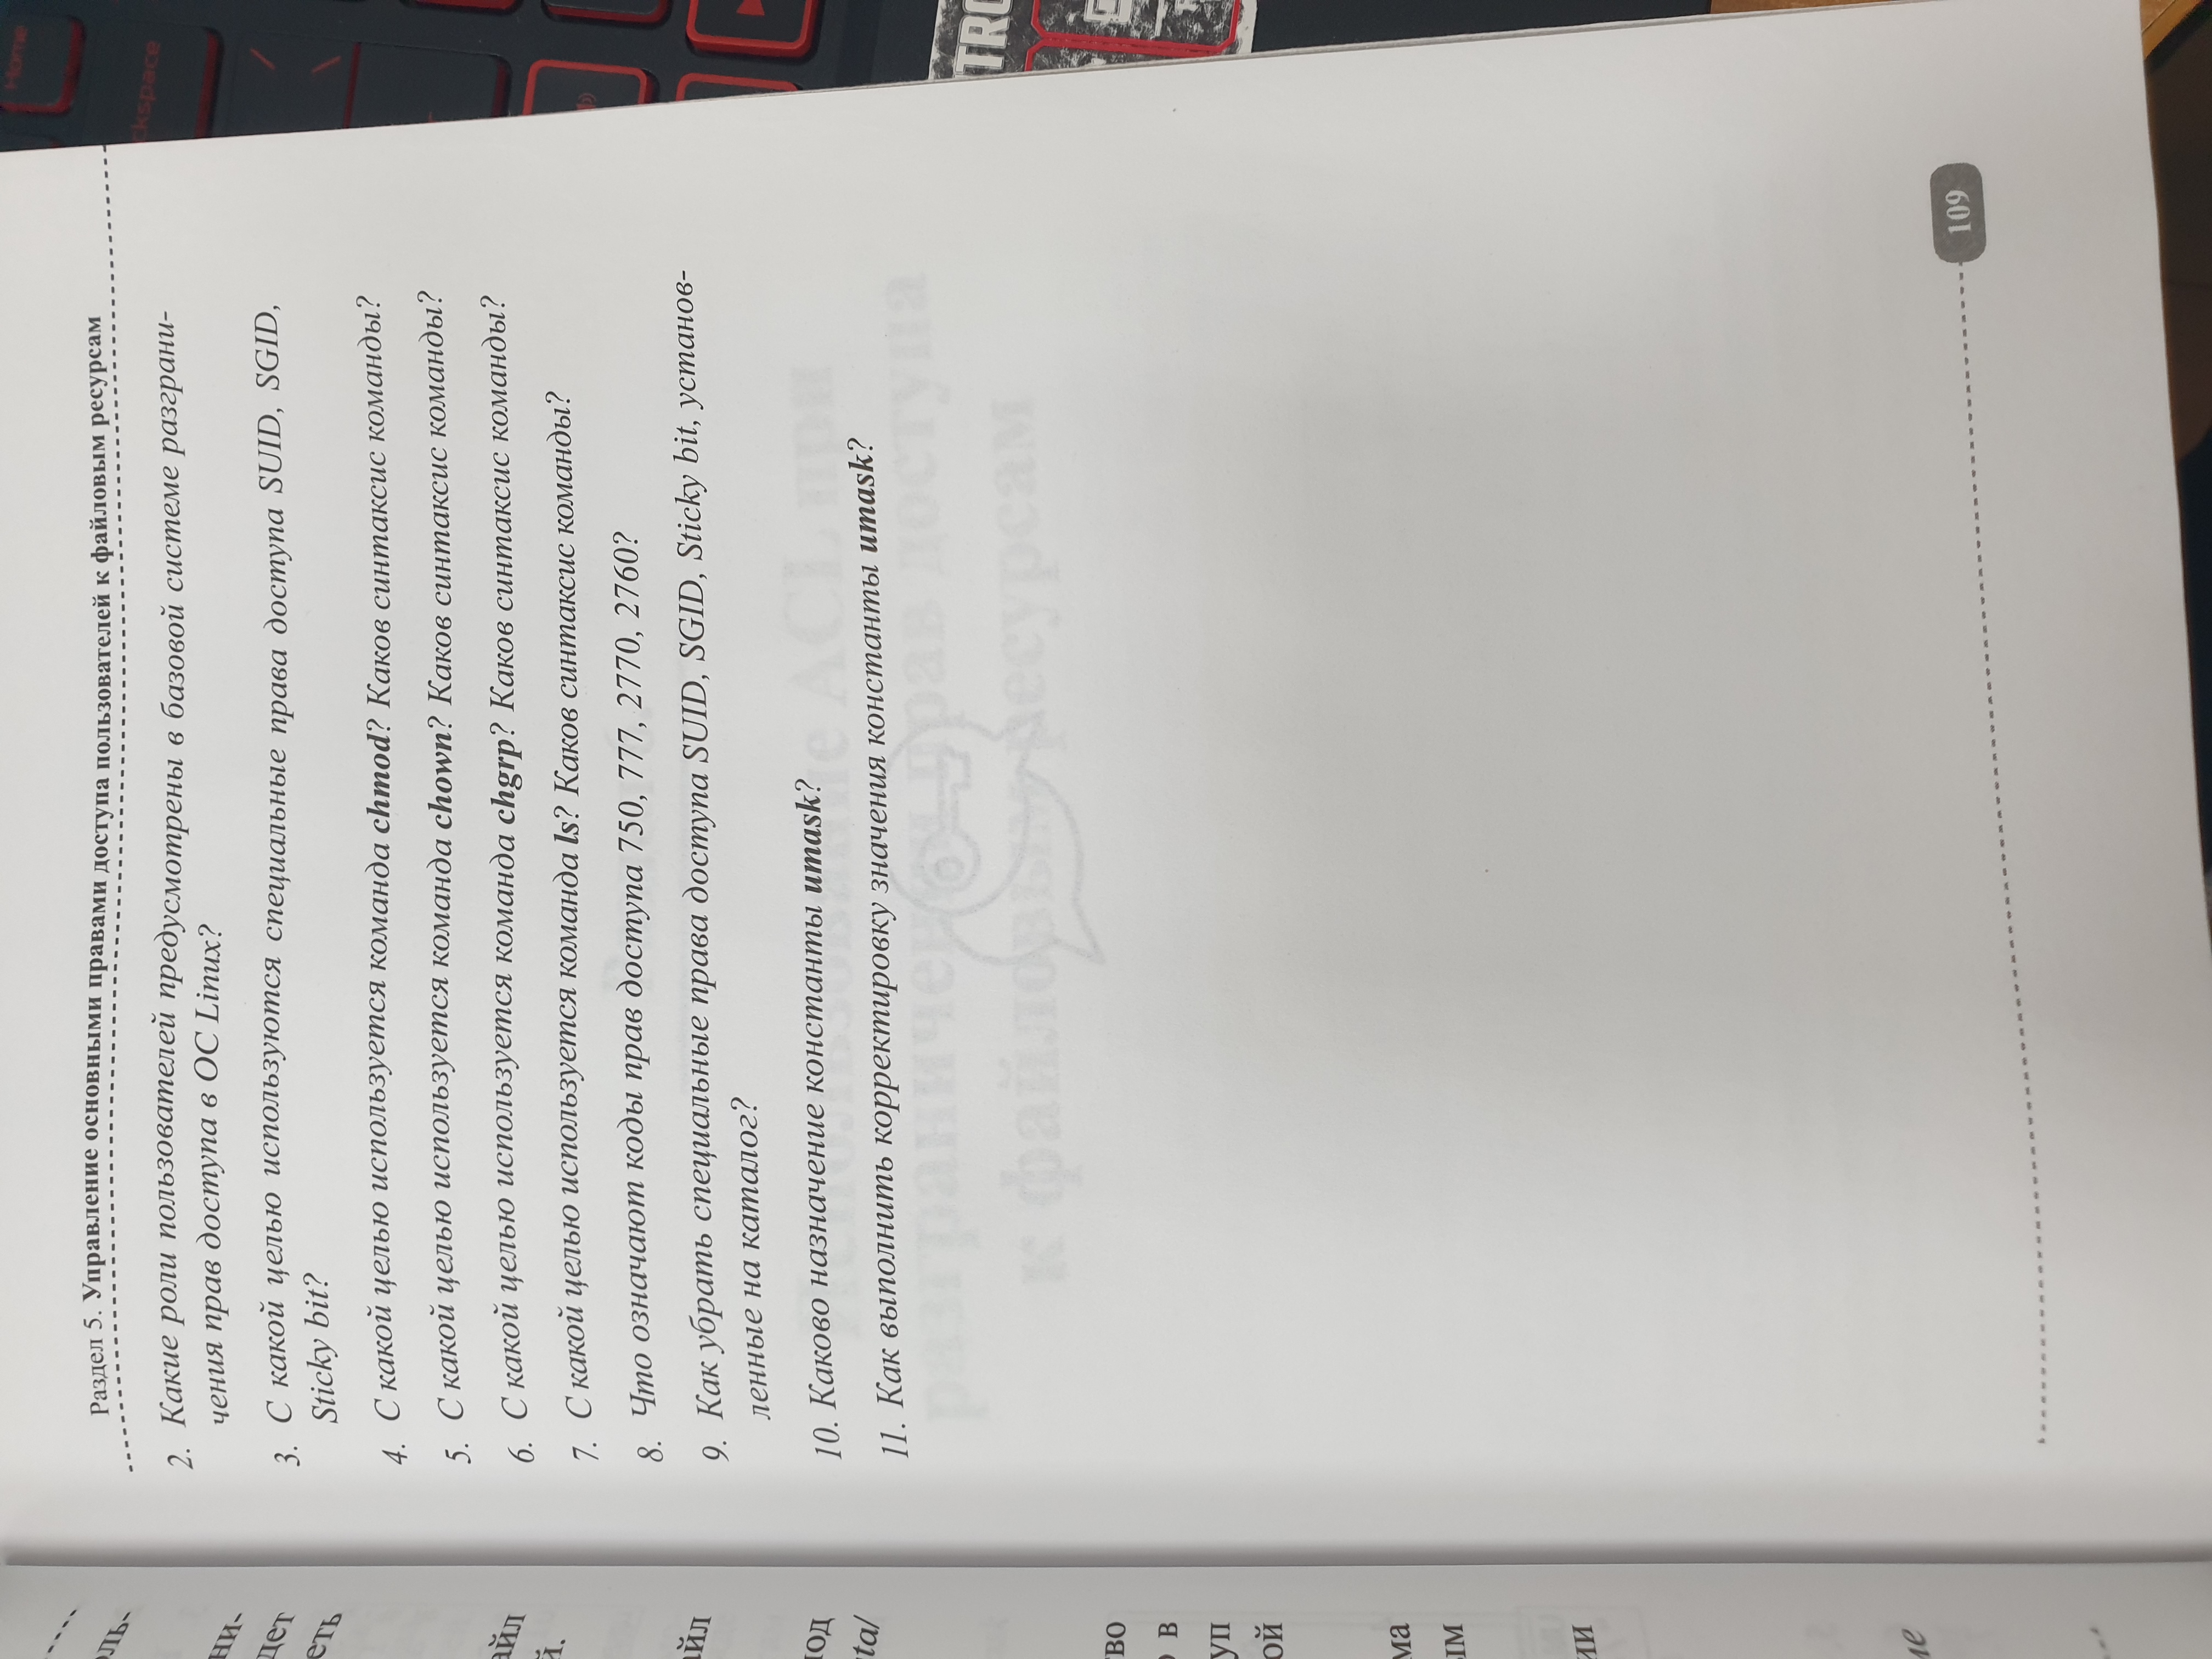 Раздел 5. Управление основными правами доступа пользователей к файловым ресурсам
2. Какие роли пользователей предусмотрены в базовой системе разграни-
чения прав доступа в ОС Linux?
3. С какой целью используются специальные права доступа SUID, SGID,
Sticky bit?
4. С какой целью используется команда chmod? Каков синтаксис команды?
5. С какой целью используется команда chown? Каков синтаксис команды?
6. С какой целью используется команда chgrp? Каков синтаксис команды?
7. С какой целью используется команда ls? Каков синтаксис команды?
8. Что означают коды прав доступа 750, 777, 2770, 2760?
9. Как убрать специальные права доступа SUID, SGID, Sticky bit, установ-
ленные на каталог?
10. Каково назначение константы umask?
11. Как выполнить корректировку значения константы umask?
109
Home